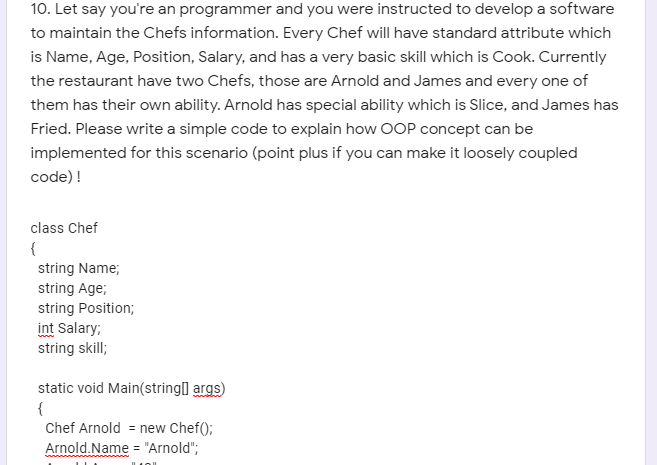 10. Let say you're an programmer and you were instructed to develop a software
to maintain the Chefs information. Every Chef will have standard attribute which
is Name, Age, Position, Salary, and has a very basic skill which is Cook. Currently
the restaurant have two Chefs, those are Arnold and James and every one of
them has their own ability. Arnold has special ability which is Slice, and James has
Fried. Please write a simple code to explain how OOP concept can be
implemented for this scenario (point plus if you can make it loosely coupled
code) !
class Chef
{
string Name;
string Age;
string Position;
int Salary;
string skill;
static void Main(string[] args)
{
Chef Arnold = new Chef();
Arnold.Name = "Arnold";